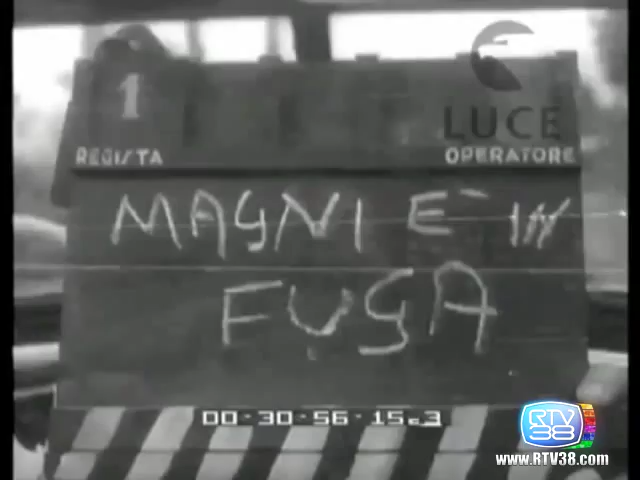 1
LUCE
REGISTA
OPERATORE
MAGNI E` IN
FUGA
00·30·56·15.3
RTV
38
www.RTV38.com